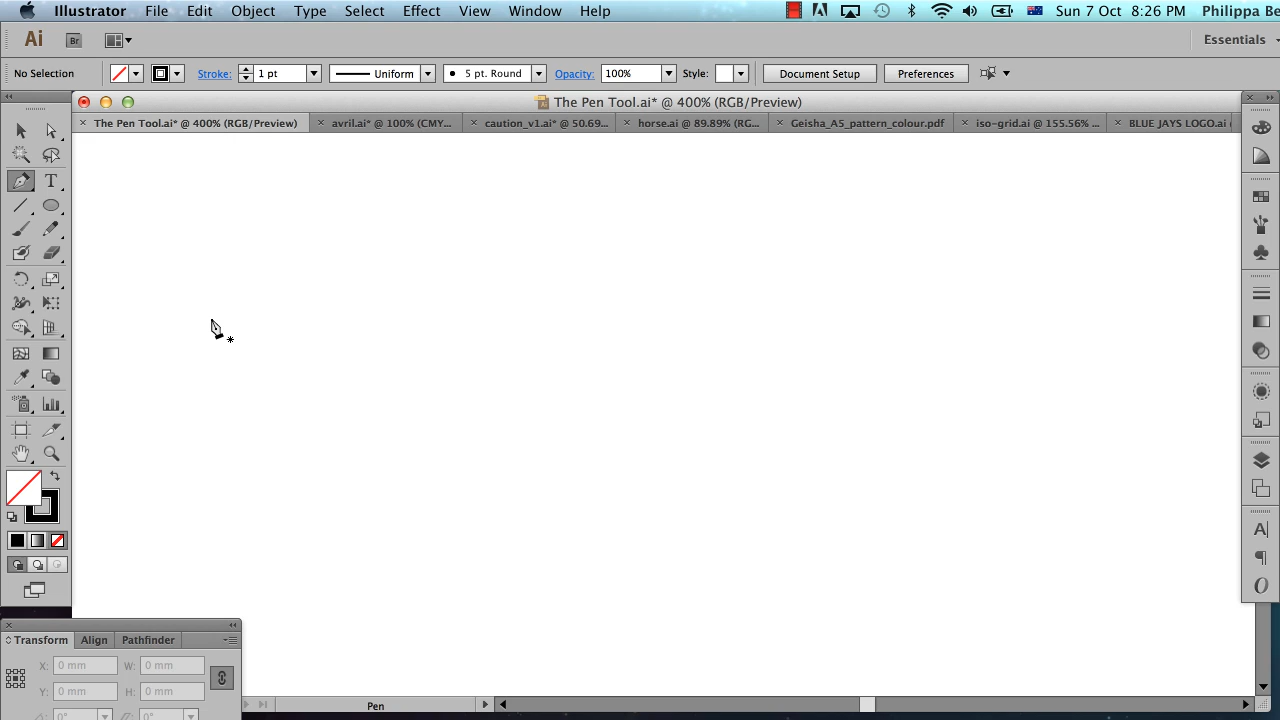 Illustrator File Edit Object Type Select Effect View Window Help Sun 7 Oct 8:26 PM Philippa Be
Ai Br Essentials
No Selection Stroke: 1 pt Uniform 5 pt. Round Opacity: 100% Style: Document Setup Preferences
The Pen Tool.ai* @ 400% (RGB/Preview)
The Pen Tool.ai* @ 400% (RGB/Preview) avril.ai* @ 100% (CMY... caution_v1.ai* @ 50.69... horse.ai @ 89.89% (RG... Geisha_A5_pattern_colour.pdf iso-grid.ai @ 155.56% ... BLUE JAYS LOGO.ai (
T
A
Transform Align Pathfinder
X: 0 mm W: 0 mm
Y: 0 mm H: 0 mm
Pen
0° 0°